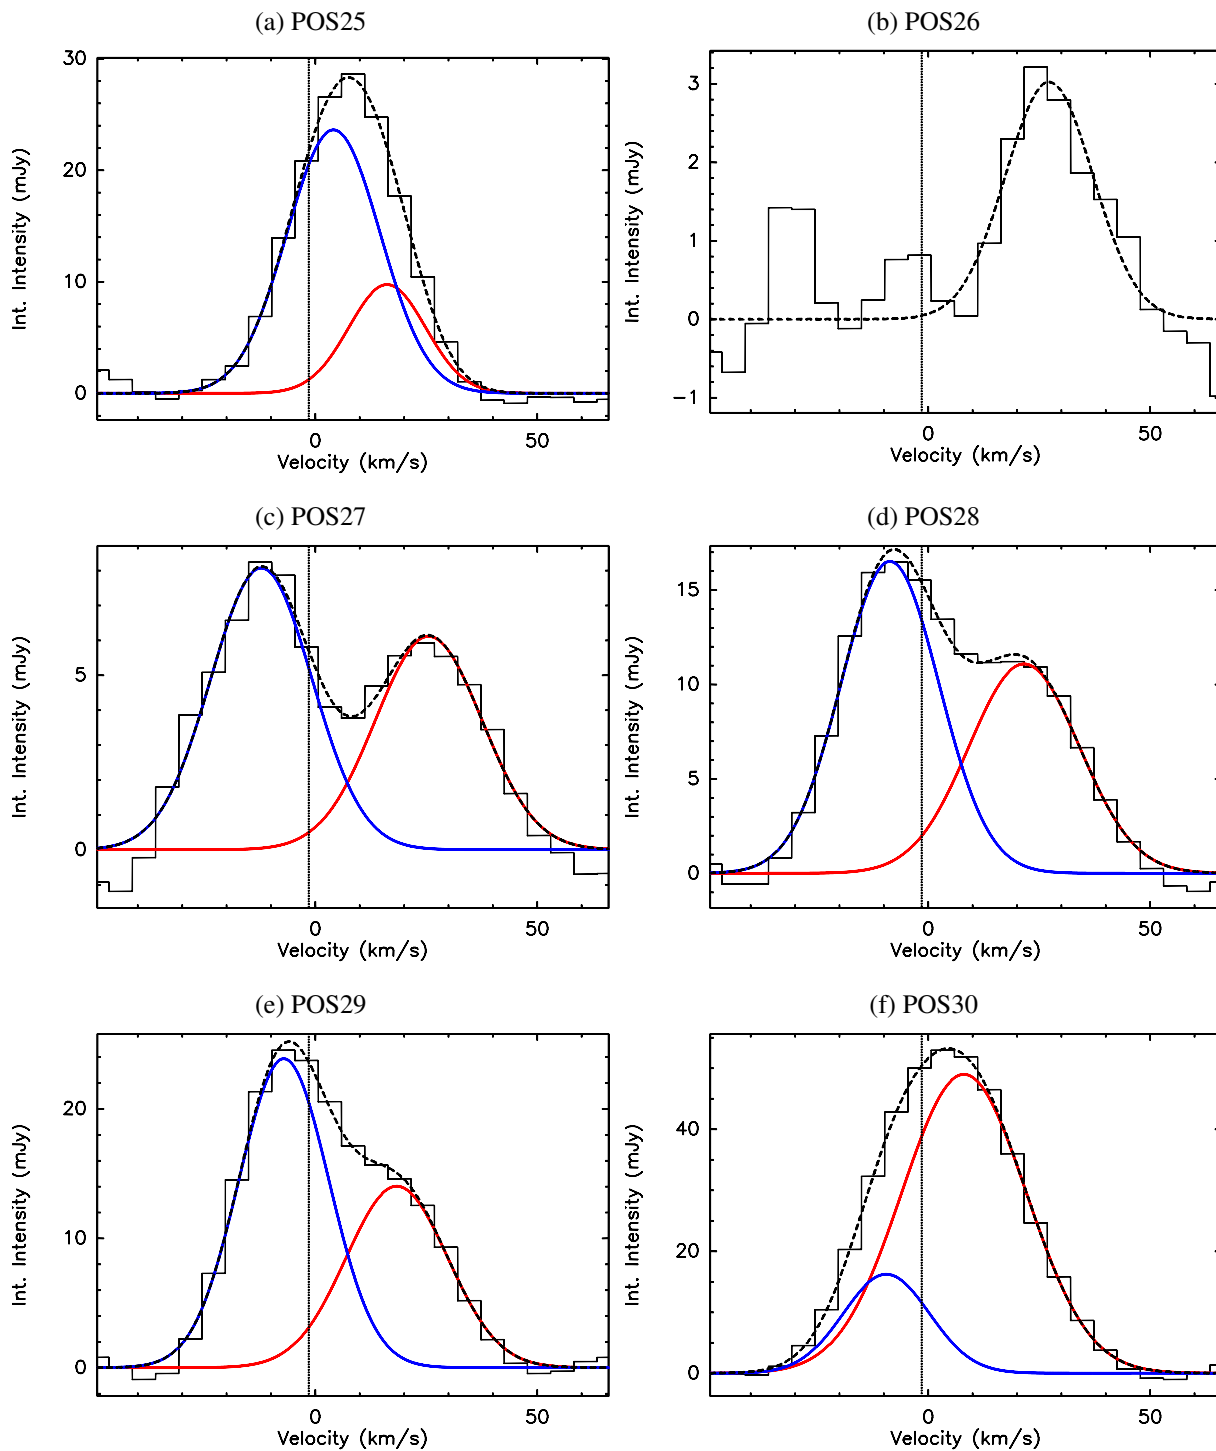 (a) POS25
(b) POS26
30
20
10
0
Int. Intensity (mJy)
0
50
Velocity (km/s)
3
2
1
0
−1
Int. Intensity (mJy)
0
50
Velocity (km/s)
(c) POS27
(d) POS28
5
0
Int. Intensity (mJy)
0
50
Velocity (km/s)
15
10
5
0
Int. Intensity (mJy)
0
50
Velocity (km/s)
(e) POS29
(f) POS30
20
10
0
Int. Intensity (mJy)
0
50
Velocity (km/s)
40
20
0
Int. Intensity (mJy)
0
50
Velocity (km/s)